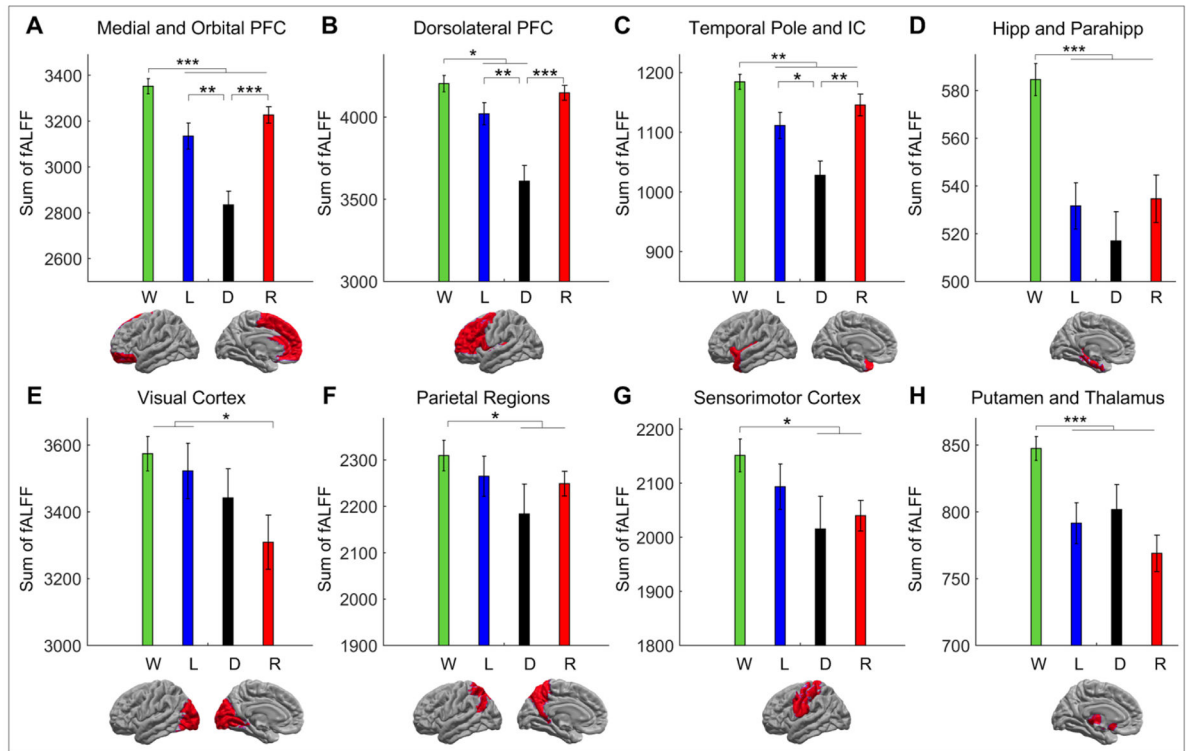 A Medial and Orbital PFC
Sum of fALFF
3400
3200
3000
2800
2600
***
** ***
W L D R
B Dorsolateral PFC
Sum of fALFF
4000
3500
3000
*
** ***
W L D R
C Temporal Pole and IC
Sum of fALFF
1200
1100
1000
900
**
* **
W L D R
D Hipp and Parahipp
Sum of fALFF
580
560
540
520
500
***
W L D R
E Visual Cortex
Sum of fALFF
3600
3400
3200
3000
*
W L D R
F Parietal Regions
Sum of fALFF
2300
2200
2100
2000
1900
*
W L D R
G Sensorimotor Cortex
Sum of fALFF
2200
2100
2000
1900
1800
*
W L D R
H Putamen and Thalamus
Sum of fALFF
850
800
750
700
***
W L D R